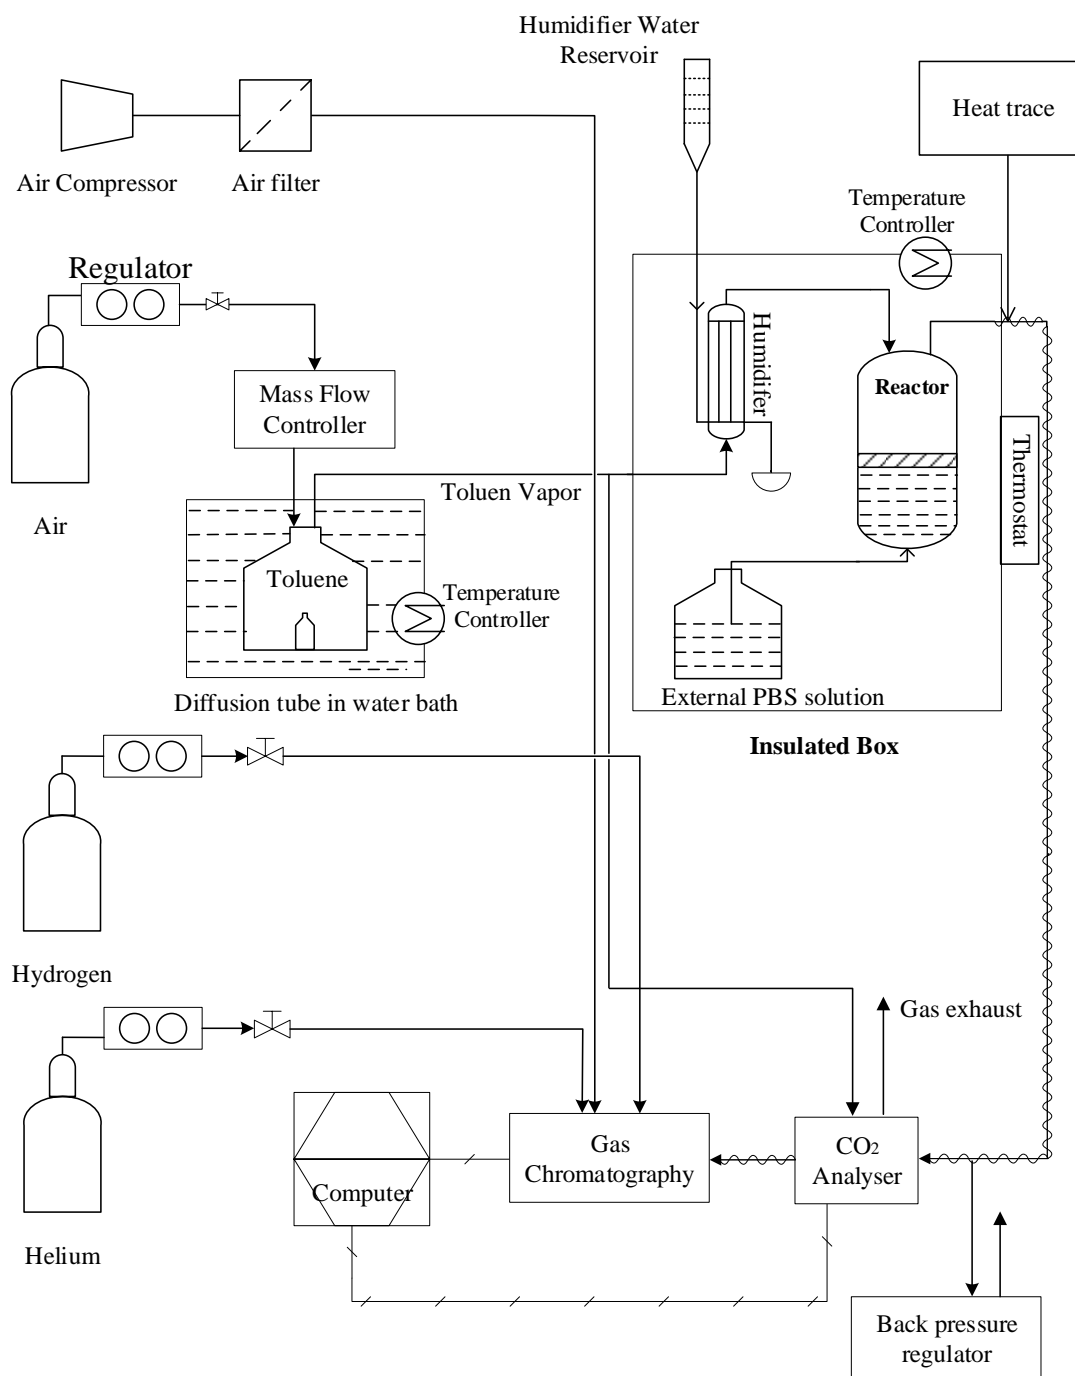 Humidifier Water
Reservoir
Heat trace
Air Compressor
Air filter
Temperature
Controller
Regulator
Humidifer
Reactor
Mass Flow
Controller
Thermostat
Toluen Vapor
Air
Toluene
Temperature
Controller
External PBS solution
Diffusion tube in water bath
Insulated Box
Hydrogen
Gas exhaust
Gas
Chromatography
CO2
Analyser
Computer
Helium
Back pressure
regulator